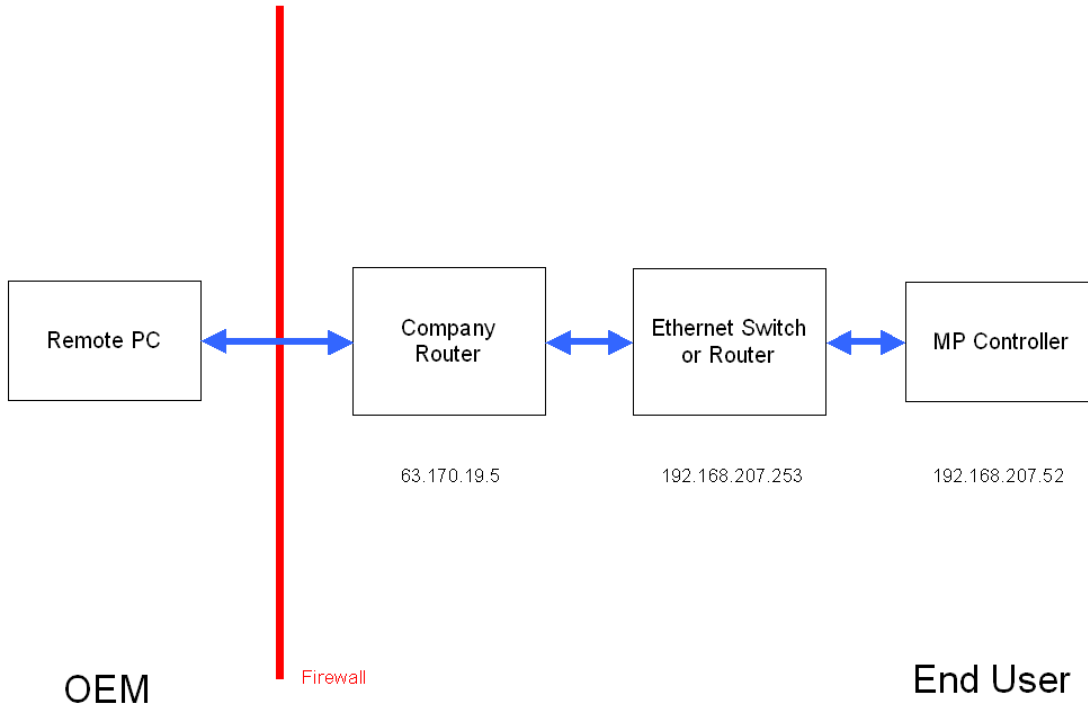 Remote PC
Company
Router
Ethernet Switch
or Router
MP Controller
63.170.19.5
192.168.207.253
192.168.207.52
Firewall
OEM
End User